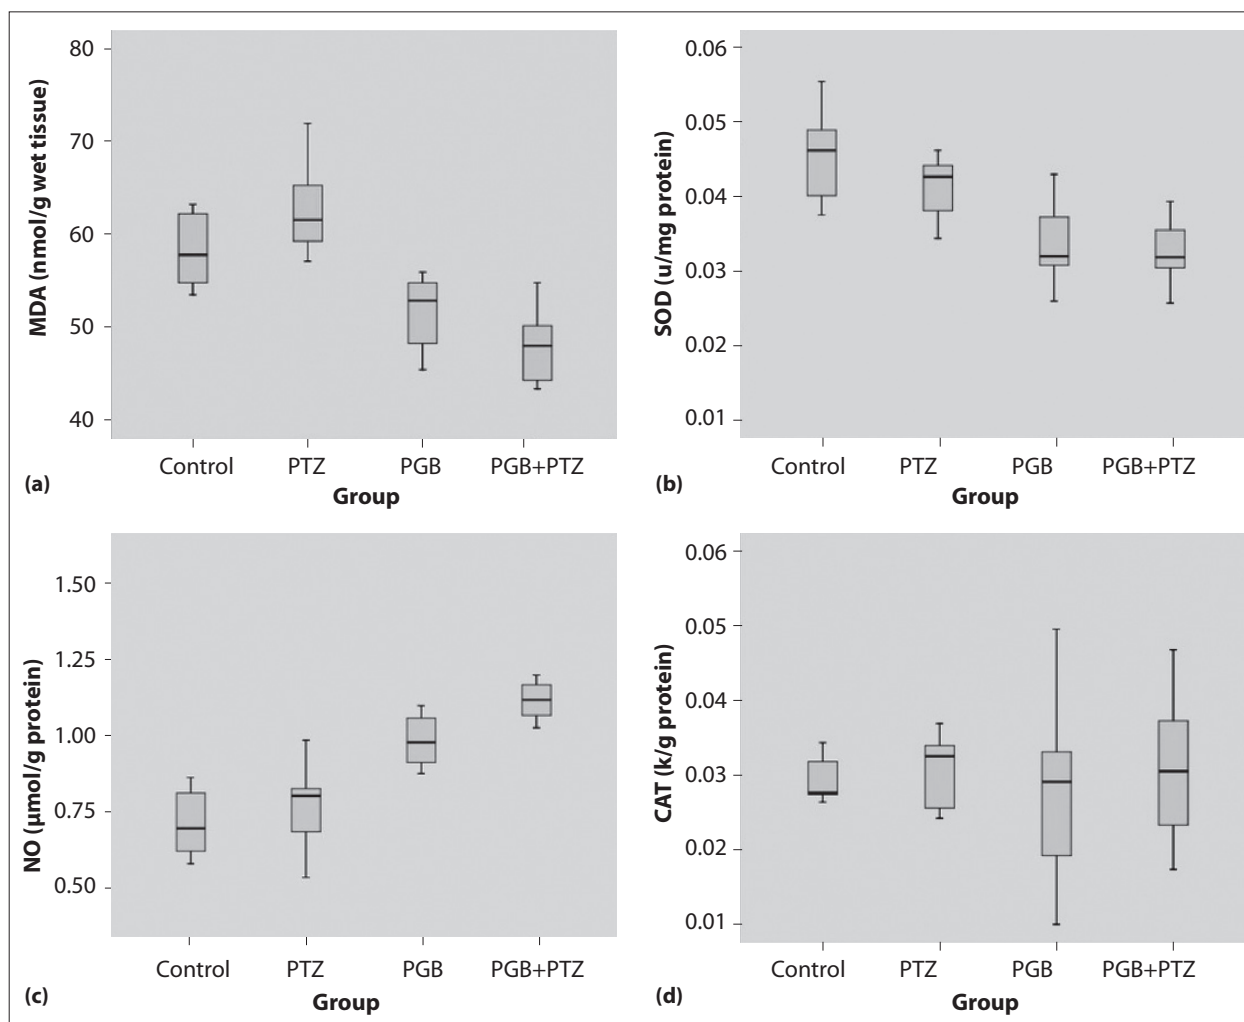 80
70
60
50
40
MDA (nmol/g wet tissue)
Control PTZ PGB PGB+PTZ
Group
(a)
0.06
0.05
0.04
0.03
0.02
0.01
SOD (u/mg protein)
Control PTZ PGB PGB+PTZ
Group
(b)
1.50
1.25
1.00
0.75
0.50
NO (µmol/g protein)
Control PTZ PGB PGB+PTZ
Group
(c)
0.06
0.05
0.04
0.03
0.02
0.01
CAT (k/g protein)
Control PTZ PGB PGB+PTZ
Group
(d)